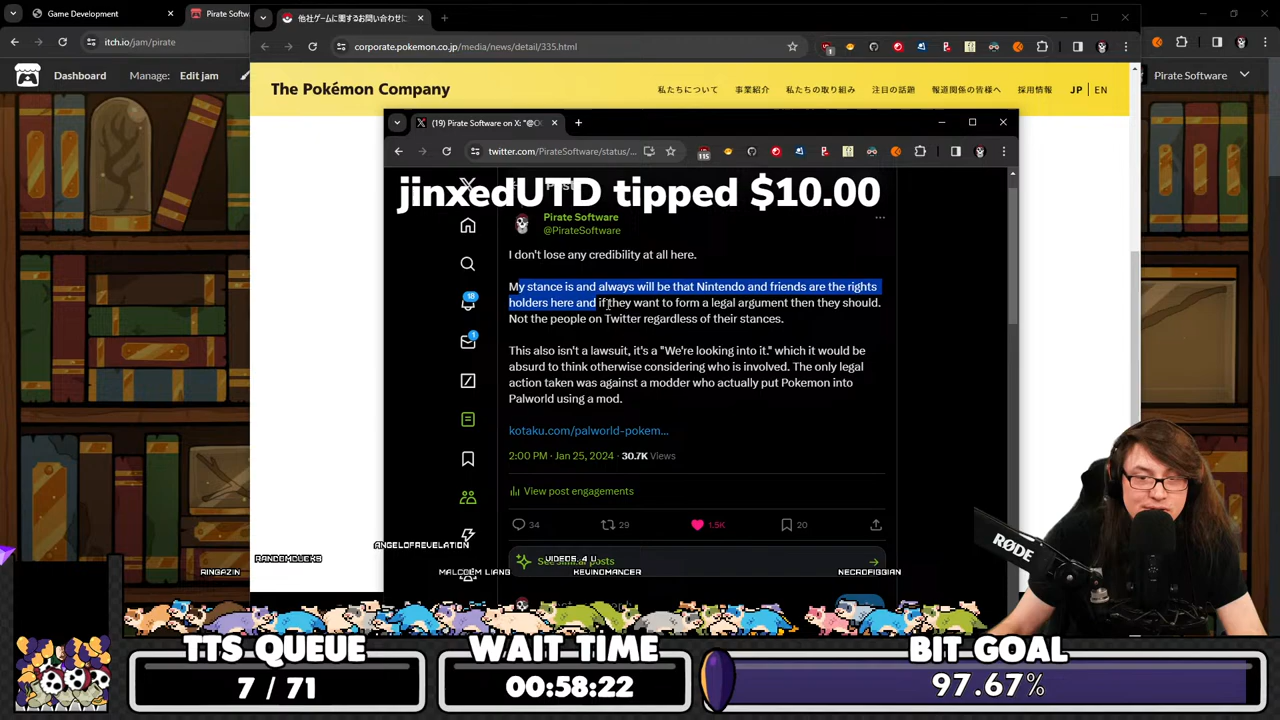 Game Development
Pirate Sof
他社ゲームに関するお問い合わせに
itch.io/jam/pirate
corporate.pokemon.co.jp/media/news/detail/335.html
Dashboard
Manage:
Edit jam
Pirate Software
The Pokémon Company
私たちについて
事業紹介
私たちの取り組み
注目の話題
報道関係の皆様へ
採用情報
JP | EN
(19) Pirate Software on X: "@O
twitter.com/PirateSoftware/status/...
115
jinxedUTD tipped $10.00
Pirate Software
@PirateSoftware
I don't lose any credibility at all here.
My stance is and always will be that Nintendo and friends are the rights
holders here and if they want to form a legal argument then they should.
Not the people on Twitter regardless of their stances.
This also isn't a lawsuit, it's a "We're looking into it." which it would be
absurd to think otherwise considering who is involved. The only legal
action taken was against a modder who actually put Pokemon into
Palworld using a mod.
kotaku.com/palworld-pokem...
2:00 PM · Jan 25, 2024 · 30.7K Views
View post engagements
34
29
1.5K
20
18
1
See similar posts
VIDEOS_4_U
ANGELOFREVELATION
RANDOMDUCKS
RINGAZIN
MALCOLM LIANG
KEVINOMANCER
NECROFIGGIAN
RØDE
TTS QUEUE
7 / 71
WAIT TIME
00:58:22
BIT GOAL
97.67%